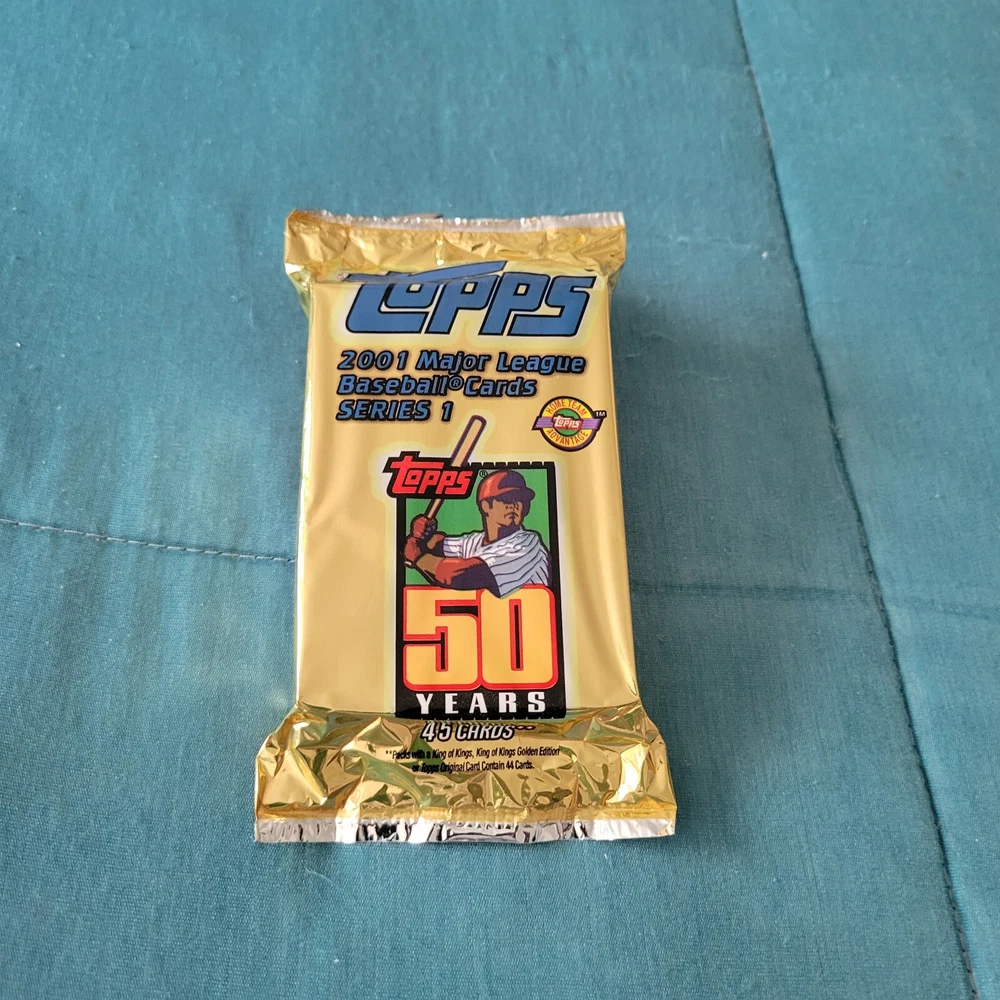 TOPPS
2001 Major League
Baseball® Cards
SERIES 1
HOME TEAM
TOPPS
ADVANTAGE
TM
TOPPS®
50
YEARS
45 CARDS**
**Packs with a King of Kings, King of Kings Golden Edition
or Topps Original Card Contain 44 Cards.